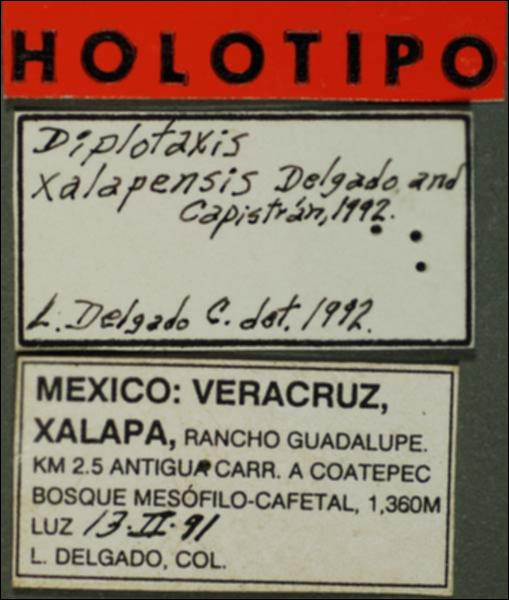 HOLOTIPO
Diplotaxis
xalapensis Delgado and
Capistrán, 1992.
L. Delgado C. det. 1992.
MEXICO: VERACRUZ,
XALAPA, RANCHO GUADALUPE.
KM 2.5 ANTIGUA CARR. A COATEPEC
BOSQUE MESÓFILO-CAFETAL, 1,360M
LUZ 13-II-91
L. DELGADO, COL.